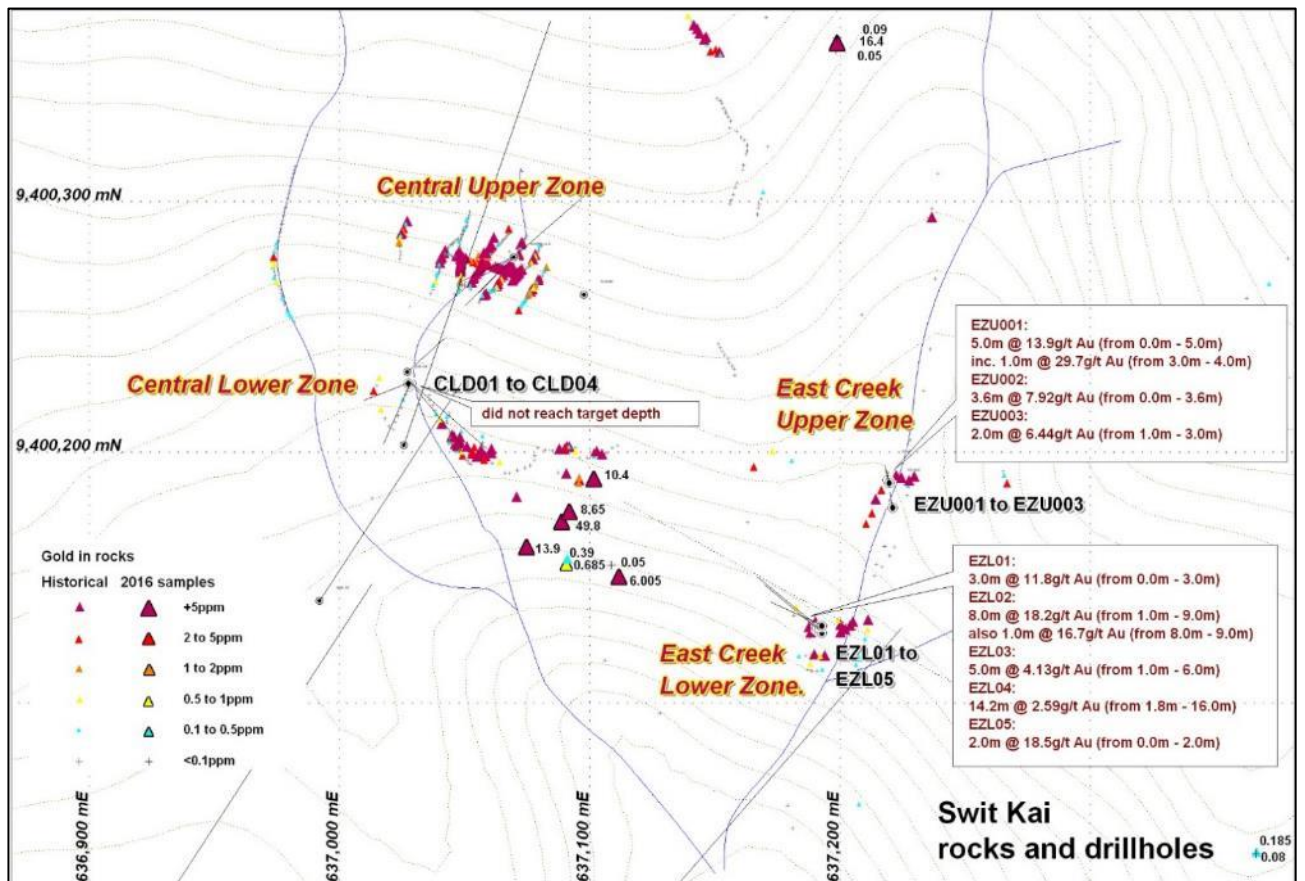 0.09
16.4
0.05
9,400,300 mN
Central Upper Zone
Central Lower Zone
CLD01 to CLD04
did not reach target depth
East Creek
Upper Zone
EZU001:
5.0m @ 13.9g/t Au (from 0.0m - 5.0m)
inc. 1.0m @ 29.7g/t Au (from 3.0m - 4.0m)
EZU002:
3.6m @ 7.92g/t Au (from 0.0m - 3.6m)
EZU003:
2.0m @ 6.44g/t Au (from 1.0m - 3.0m)
9,400,200 mN
EZU001 to EZU003
10.4
8.65
49.8
13.9
0.39
0.685
0.05
6.005
Gold in rocks
Historical 2016 samples
+5ppm
2 to 5ppm
1 to 2ppm
0.5 to 1ppm
0.1 to 0.5ppm
<0.1ppm
EZL01:
3.0m @ 11.8g/t Au (from 0.0m - 3.0m)
EZL02:
8.0m @ 18.2g/t Au (from 1.0m - 9.0m)
also 1.0m @ 16.7g/t Au (from 8.0m - 9.0m)
EZL03:
5.0m @ 4.13g/t Au (from 1.0m - 6.0m)
EZL04:
14.2m @ 2.59g/t Au (from 1.8m - 16.0m)
EZL05:
2.0m @ 18.5g/t Au (from 0.0m - 2.0m)
East Creek
Lower Zone.
EZL01 to
EZL05
636,900 mE
637,000 mE
637,100 mE
637,200 mE
Swit Kai
rocks and drillholes
0.185
0.08